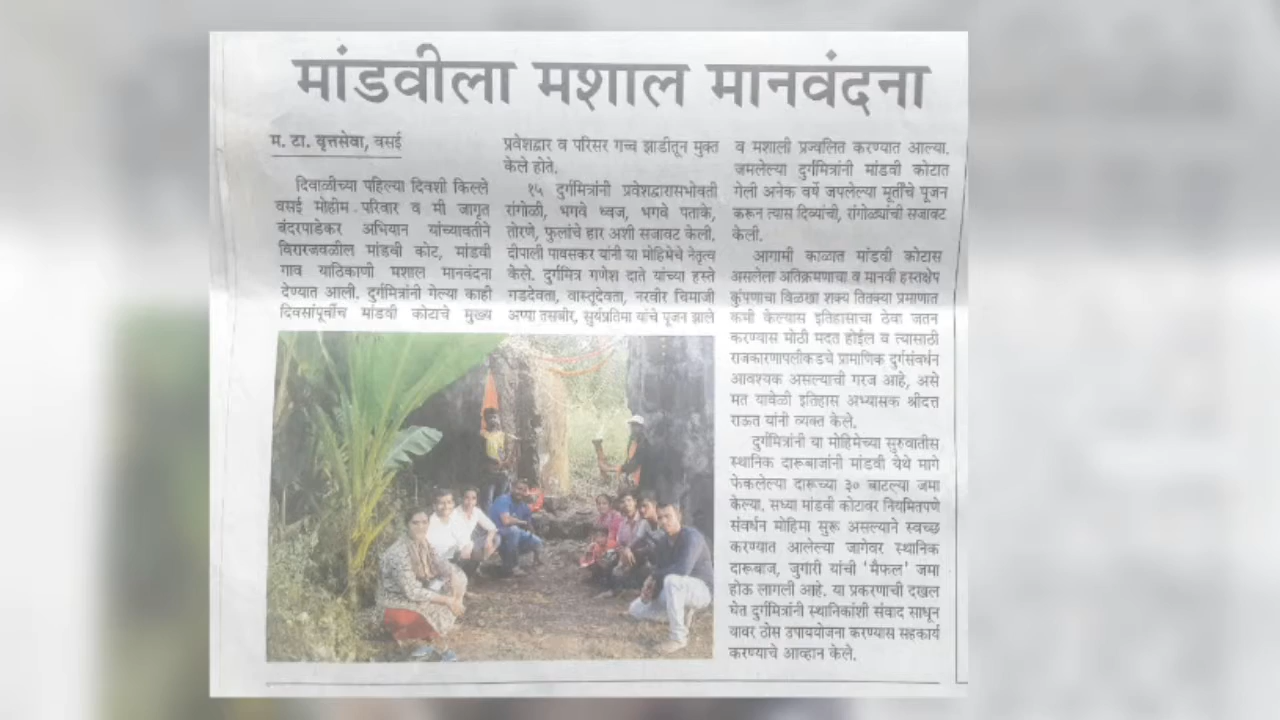 मांडवीला मशाल मानवंदना
म. टा. वृत्तसेवा, वसई
दिवाळीच्या पहिल्या दिवशी किल्ले
वसई मोहीम परिवार व मी जागृत
बंदरपाडेकर अभियान यांच्यावतीने
विरारजवळील मांडवी कोट, मांडवी
गाव याठिकाणी मशाल मानवंदना
देण्यात आली. दुर्गमित्रांनी गेल्या काही
दिवसांपूर्वीच मांडवी कोटाचे मुख्य
प्रवेशद्वार व परिसर गच्च झाडीतून मुक्त
केले होते.
१५ दुर्गमित्रांनी प्रवेशद्वारासभोवती
रांगोळी, भगवे ध्वज, भगवे पताके,
तोरणे, फुलांचे हार अशी सजावट केली.
दीपाली पावसकर यांनी या मोहिमेचे नेतृत्व
केले. दुर्गमित्र गणेश दाते यांच्या हस्ते
गडदेवता, वास्तुदेवता, नरवीर चिमाजी
अप्पा तसबीर, सुर्यप्रतिमा यांचे पूजन झाले
व मशाली प्रज्वलित करण्यात आल्या.
जमलेल्या दुर्गमित्रांनी मांडवी कोटात
गेली अनेक वर्षे जपलेल्या मूर्तीचे पूजन
करून त्यास दिव्यांची, रांगोळ्यांची सजावट
केली.
आगामी काळात मांडवी कोटास
असलेला अतिक्रमणाचा व मानवी हस्तक्षेप
कुंपणाचा विळखा शक्य तितक्या प्रमाणात
कमी केल्यास इतिहासाचा ठेवा जतन
करण्यास मोठी मदत होईल व त्यासाठी
राजकारणापलीकडचे प्रामाणिक दुर्गसंवर्धन
आवश्यक असल्याची गरज आहे, असे
मत यावेळी इतिहास अभ्यासक श्रीदत्त
राऊत यांनी व्यक्त केले.
दुर्गमित्रांनी या मोहिमेच्या सुरुवातीस
स्थानिक दारूबाजांनी मांडवी येथे मागे
फेकलेल्या दारूच्या ३० बाटल्या जमा
केल्या. सध्या मांडवी कोटावर नियमितपणे
संवर्धन मोहिमा सुरू असल्याने स्वच्छ
करण्यात आलेल्या जागेवर स्थानिक
दारूबाज, जुगारी यांची 'मैफल' जमा
होऊ लागली आहे. या प्रकरणाची दखल
घेत दुर्गमित्रांनी स्थानिकांशी संवाद साधून
यावर ठोस उपाययोजना करण्यास सहकार्य
करण्याचे आव्हान केले.